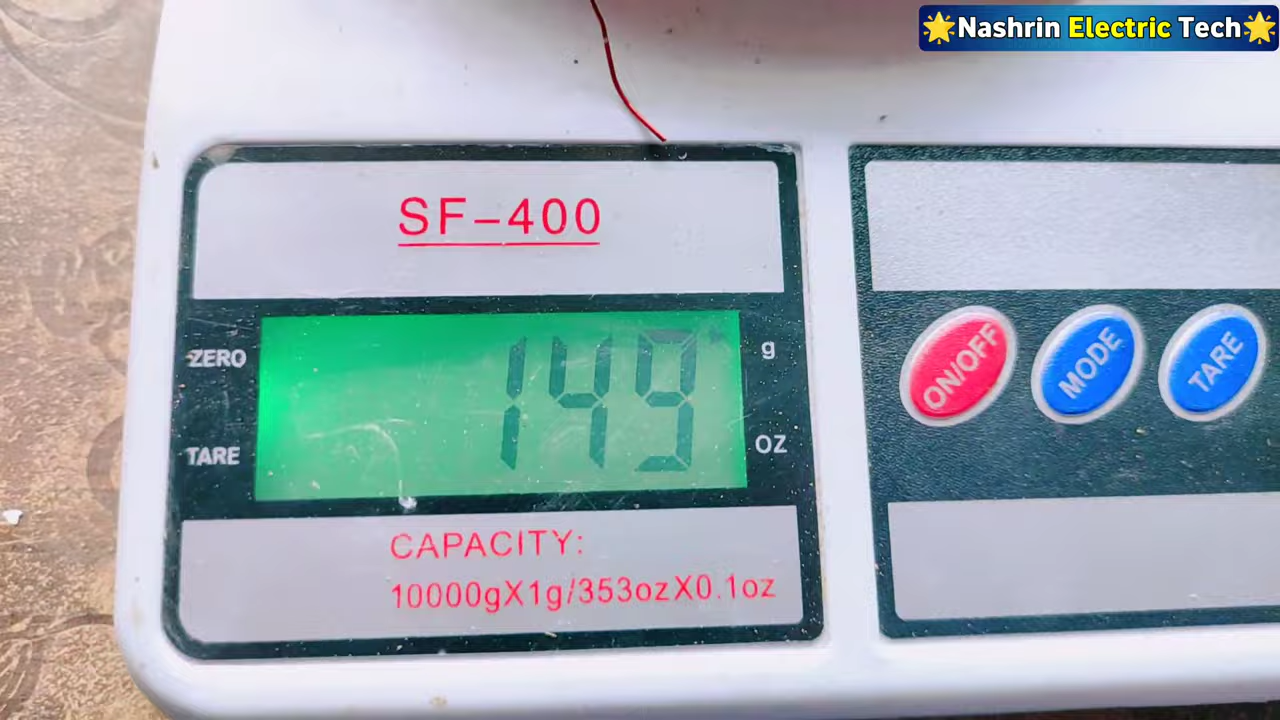 🌟Nashrin Electric Tech🌟
SF-400
ZERO
149
g
TARE
OZ
ON/OFF
MODE
TARE
CAPACITY:
10000gX1g/353ozX0.1oz